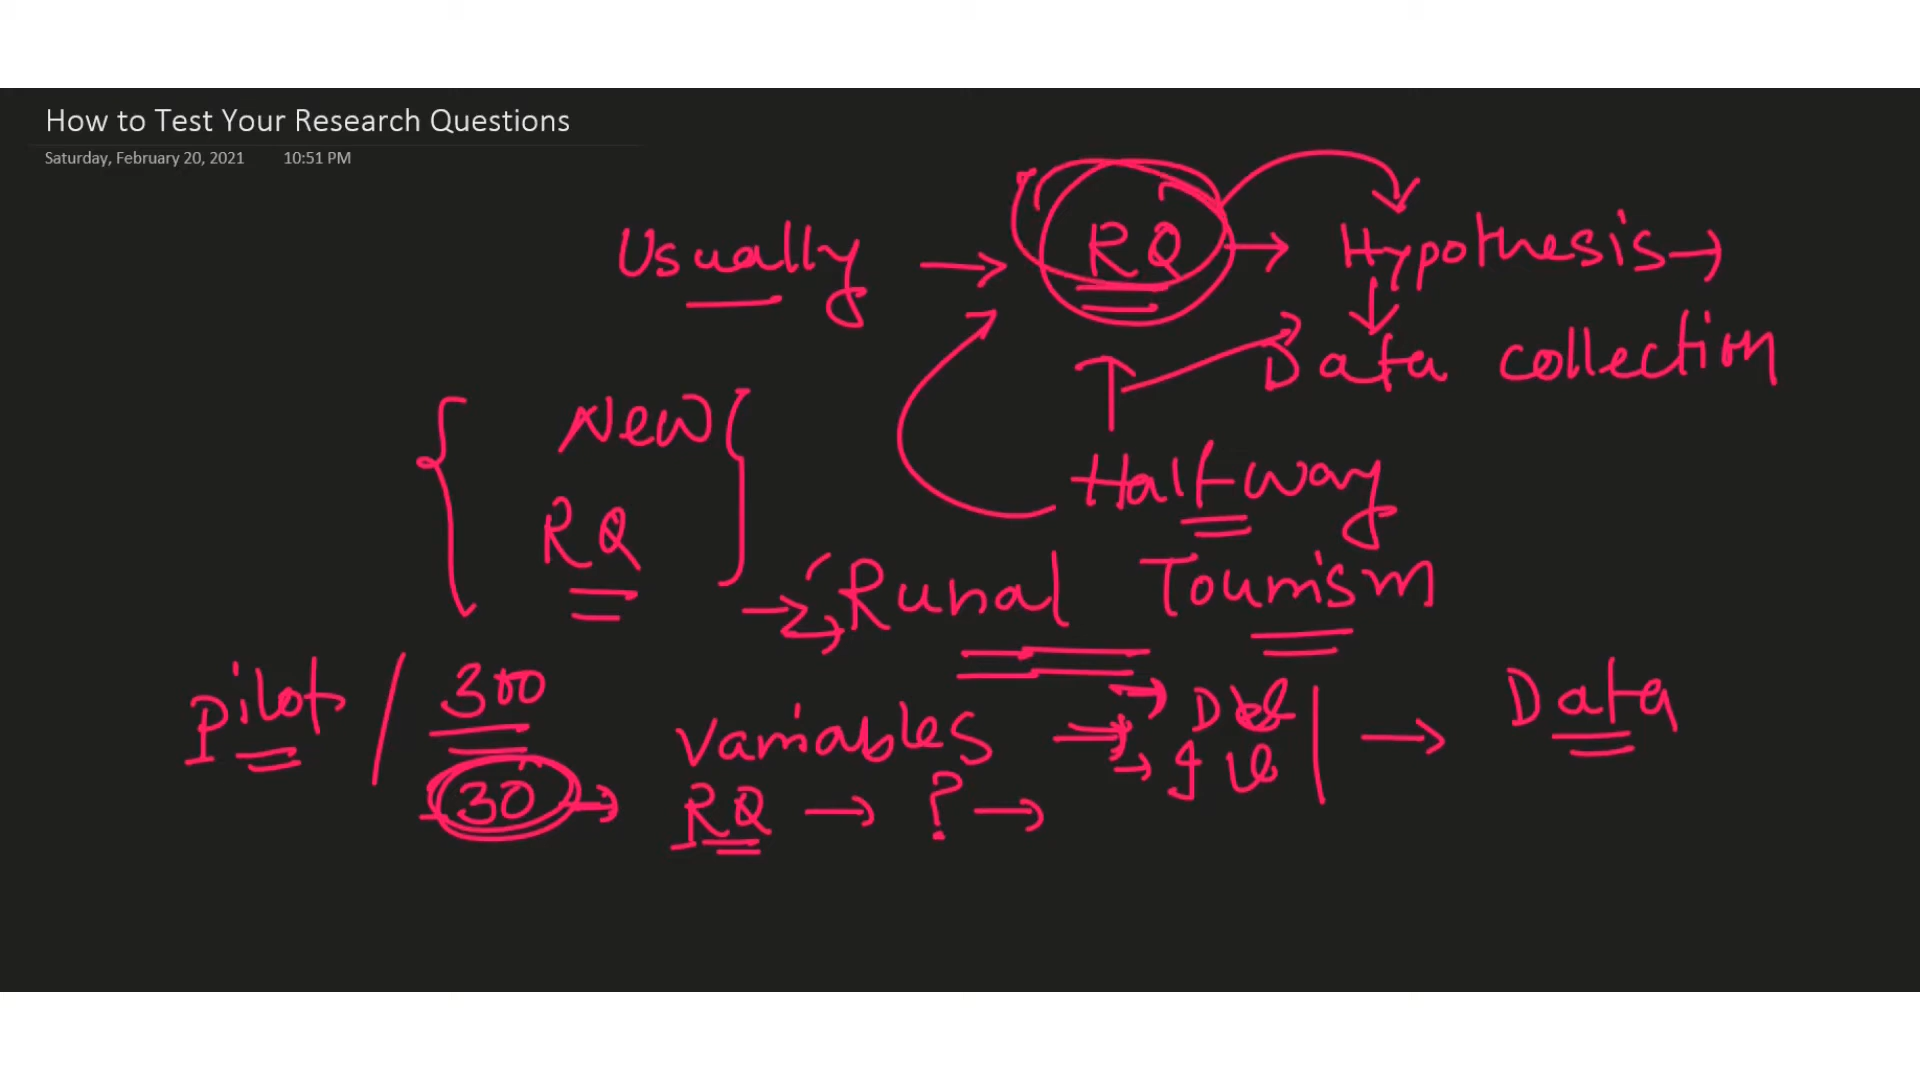 How to Test Your Research Questions
Saturday, February 20, 2021 10:51 PM
Usually → RQ → Hypothesis →
Data collection
New
RQ
Halfway
→ Rural Tourism
Pilot / 300
30 →
Variables →
RQ → ? →
→ Data